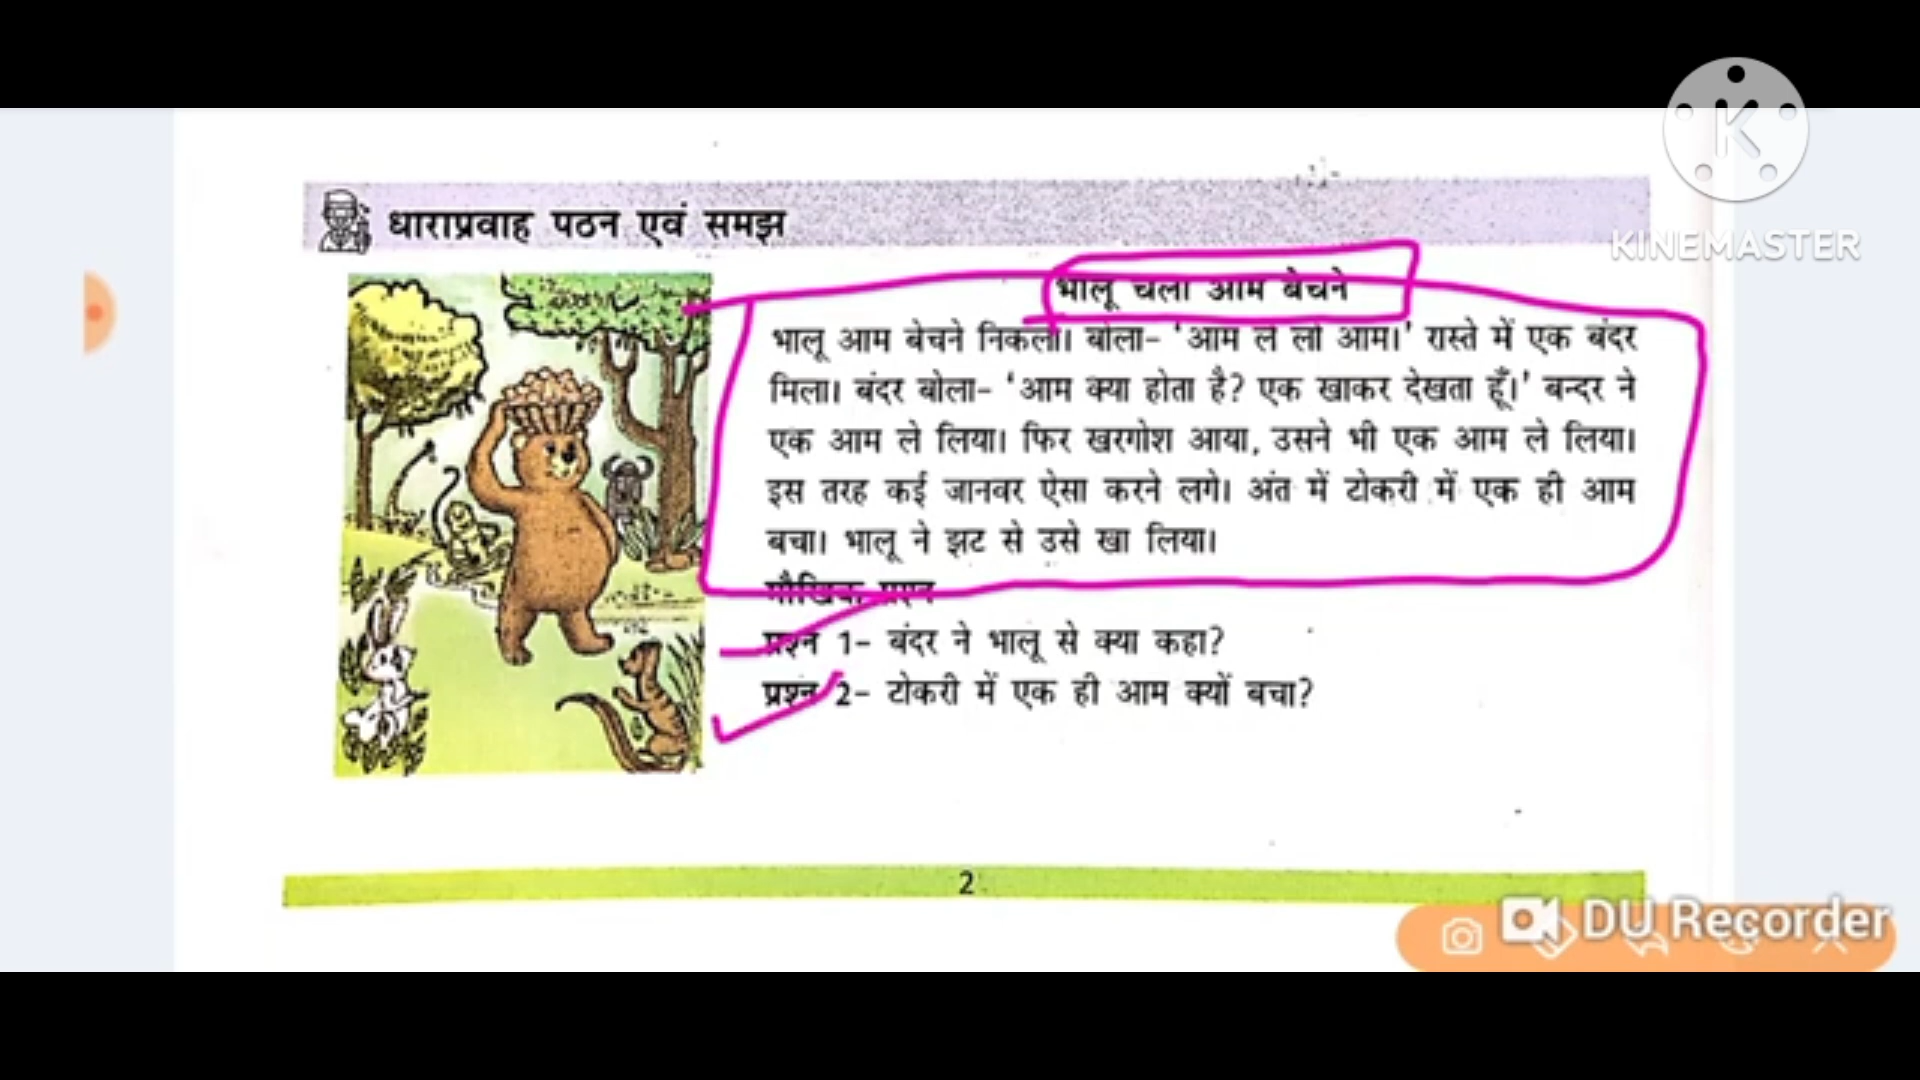 KINEMASTER
धाराप्रवाह पठन एवं समझ
भालू चला आम बेचने
भालू आम बेचने निकला। बोला- 'आम ले लो आम।' रास्ते में एक बंदर
मिला। बंदर बोला- 'आम क्या होता है? एक खाकर देखता हूँ।' बन्दर ने
एक आम ले लिया। फिर खरगोश आया, उसने भी एक आम ले लिया।
इस तरह कई जानवर ऐसा करने लगे। अंत में टोकरी में एक ही आम
बचा। भालू ने झट से उसे खा लिया।
मौखिक प्रश्न
प्रश्न 1- बंदर ने भालू से क्या कहा?
प्रश्न 2- टोकरी में एक ही आम क्यों बचा?
2
DU Recorder